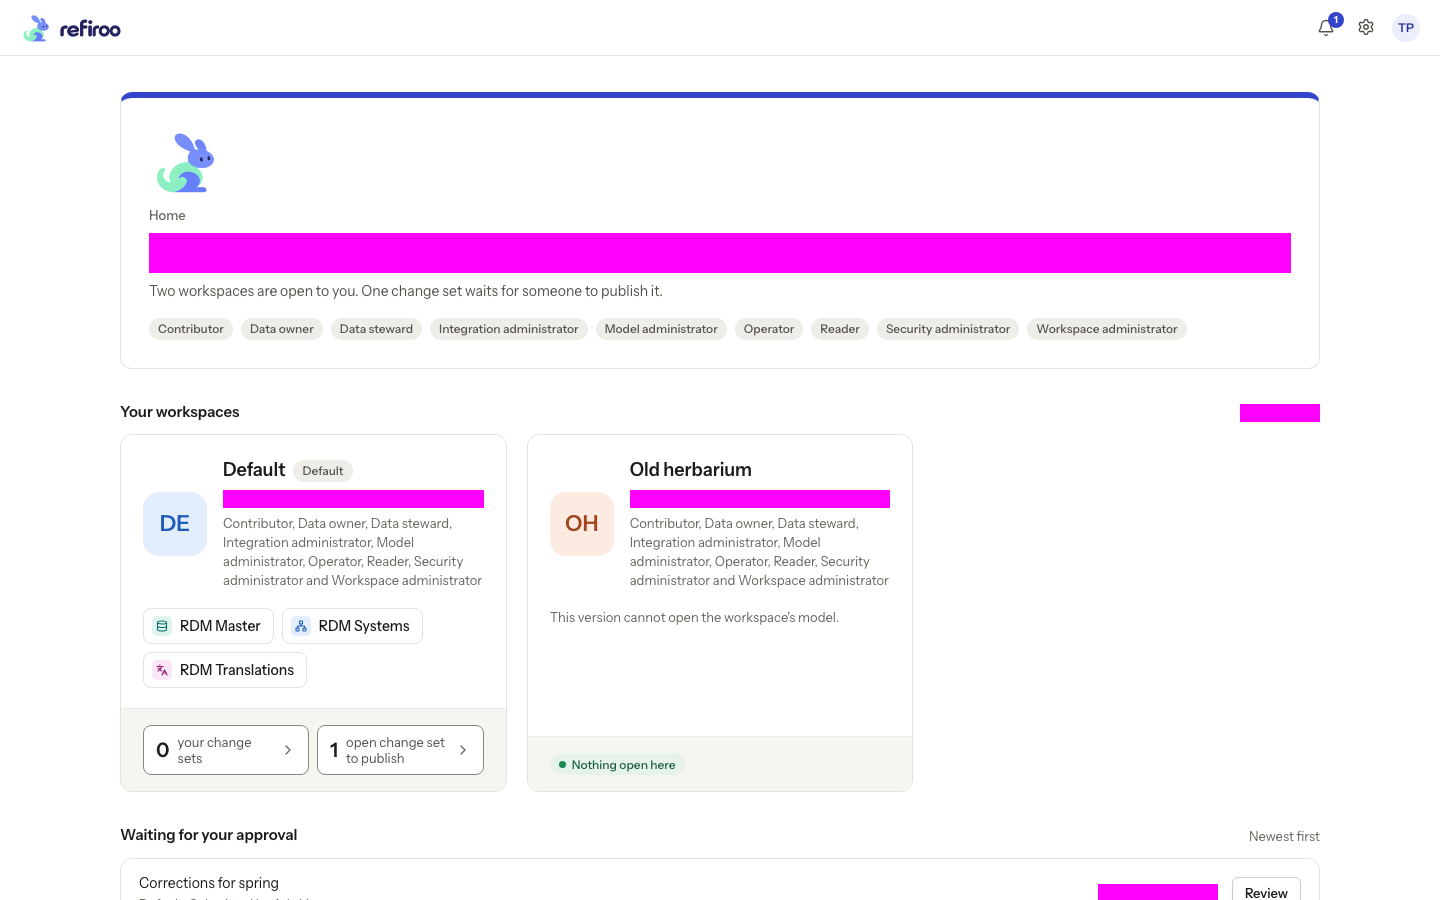 refiroo
1
TP
Home
Two workspaces are open to you. One change set waits for someone to publish it.
Contributor
Data owner
Data steward
Integration administrator
Model administrator
Operator
Reader
Security administrator
Workspace administrator
Your workspaces
Default
Default
DE
Contributor, Data owner, Data steward,
Integration administrator, Model
administrator, Operator, Reader, Security
administrator and Workspace administrator
RDM Master
RDM Systems
RDM Translations
0
your change
sets
1
open change set
to publish
Old herbarium
OH
Contributor, Data owner, Data steward,
Integration administrator, Model
administrator, Operator, Reader, Security
administrator and Workspace administrator
This version cannot open the workspace's model.
Nothing open here
Waiting for your approval
Newest first
Corrections for spring
Review